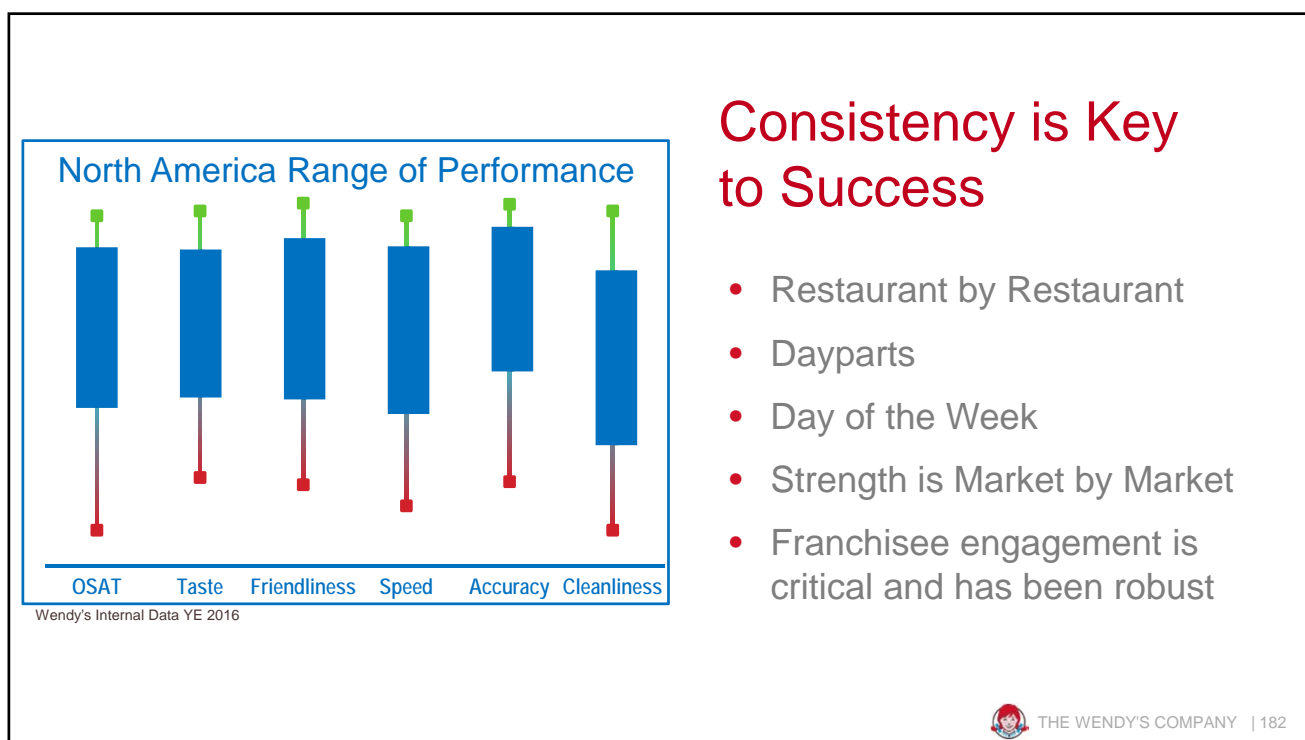 Consistency is Key
to Success
North America Range of Performance
OSAT Taste Friendliness Speed Accuracy Cleanliness
Wendy's Internal Data YE 2016
• Restaurant by Restaurant
• Dayparts
• Day of the Week
• Strength is Market by Market
• Franchisee engagement is
critical and has been robust
THE WENDY'S COMPANY | 182